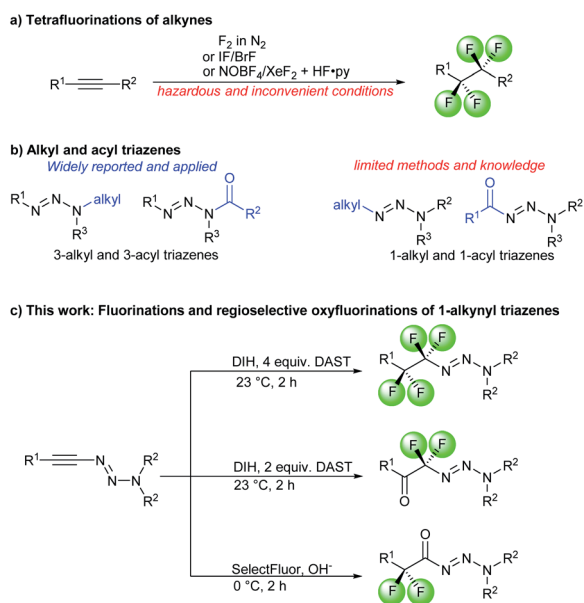 a) Tetrafluorinations of alkynes
F₂ in N₂
or IF/BrF
or NOBF₄/XeF₂ + HF•py
hazardous and inconvenient conditions
R¹ R²
F F R¹ R² F F
b) Alkyl and acyl triazenes
Widely reported and applied
limited methods and knowledge
R¹ N N N alkyl R³
R¹ N N N O R² R³
alkyl N N N R² R³
O R¹ N N N R² R³
3-alkyl and 3-acyl triazenes
1-alkyl and 1-acyl triazenes
c) This work: Fluorinations and regioselective oxyfluorinations of 1-alkynyl triazenes
R¹ N N N R² R²
DIH, 4 equiv. DAST
23 °C, 2 h
F F R¹ N N N R² R² F F
DIH, 2 equiv. DAST
23 °C, 2 h
F F R¹ N N N R² R² O
SelectFluor, OH⁻
0 °C, 2 h
O R¹ N N N R² R² F F